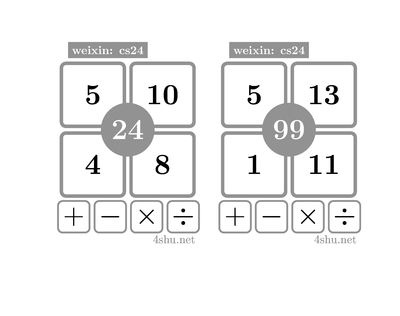 weixin: cs24
5 10
24
4 8
+ − × ÷
4shu.net
weixin: cs24
5 13
99
1 11
+ − × ÷
4shu.net